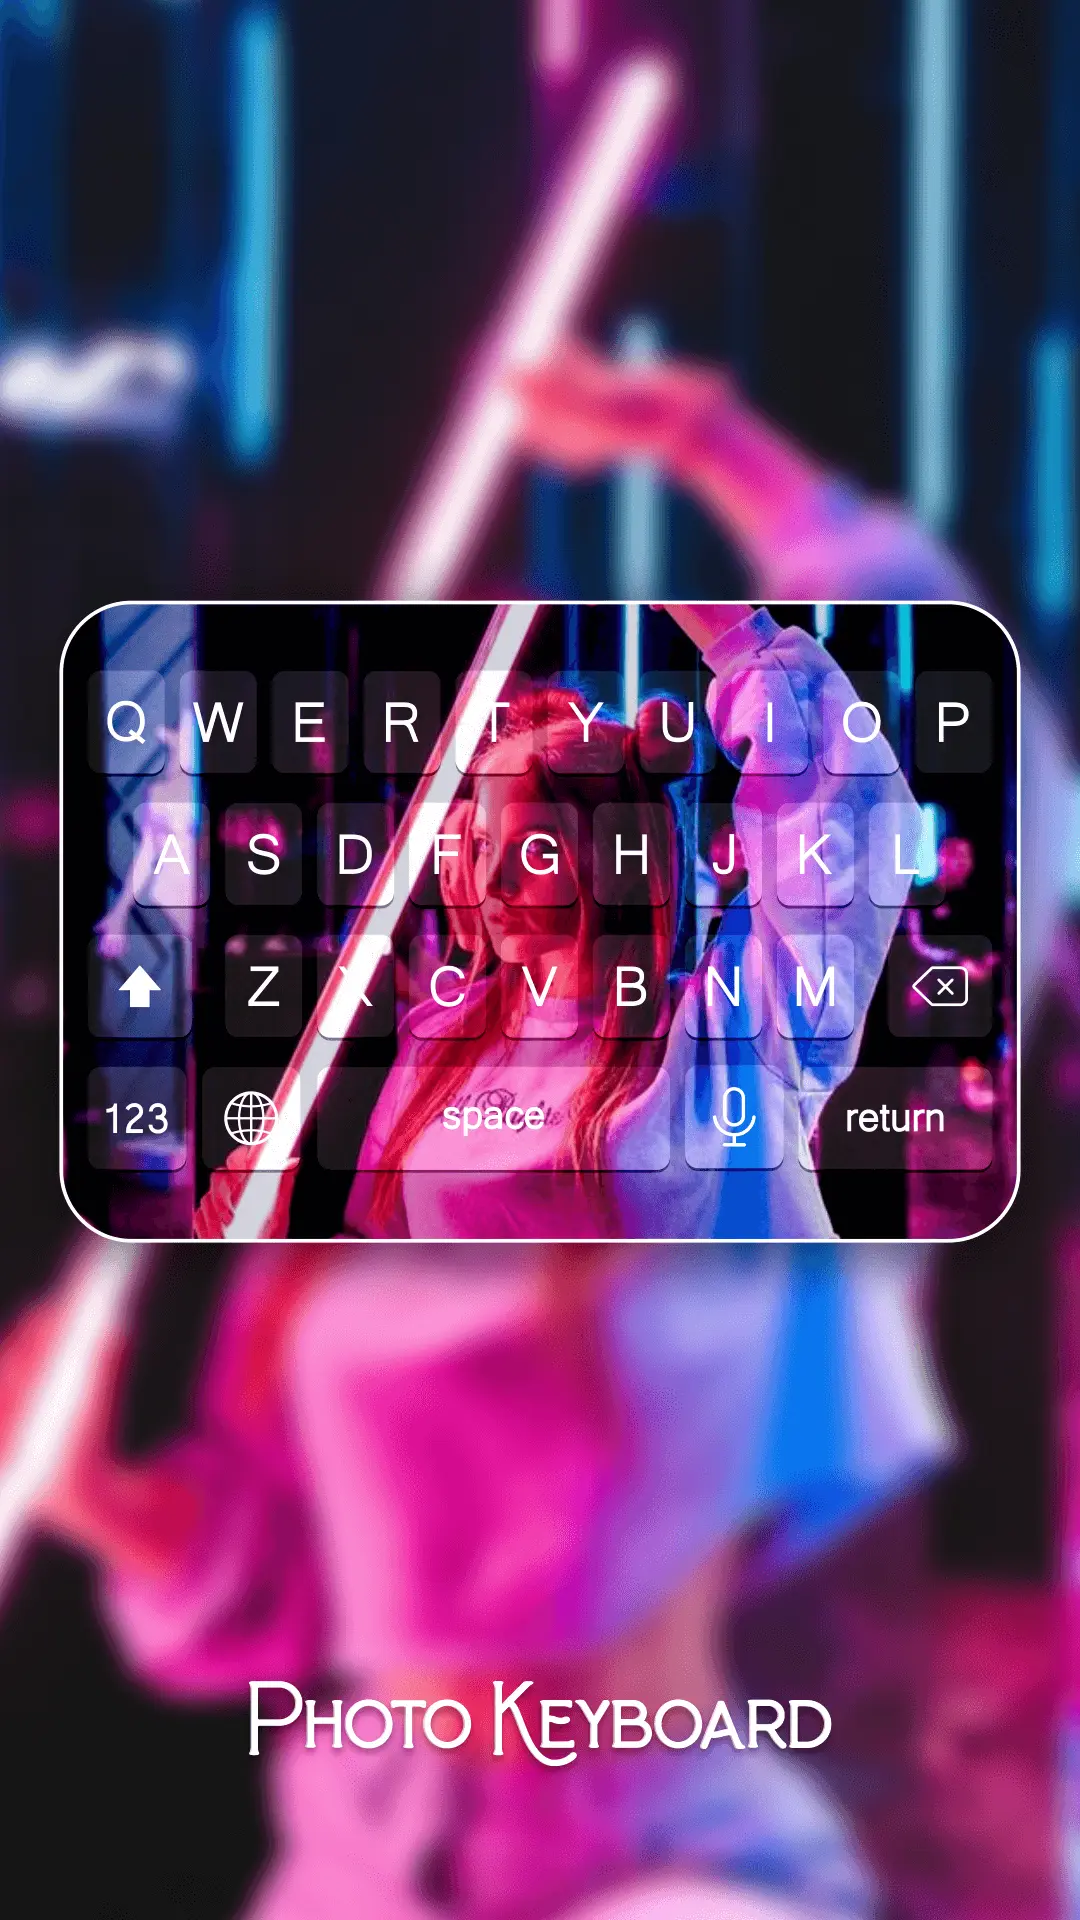 Q W E R T Y U I O P
A S D F G H J K L
Z X C V B N M
123 space return
PHOTO KEYBOARD